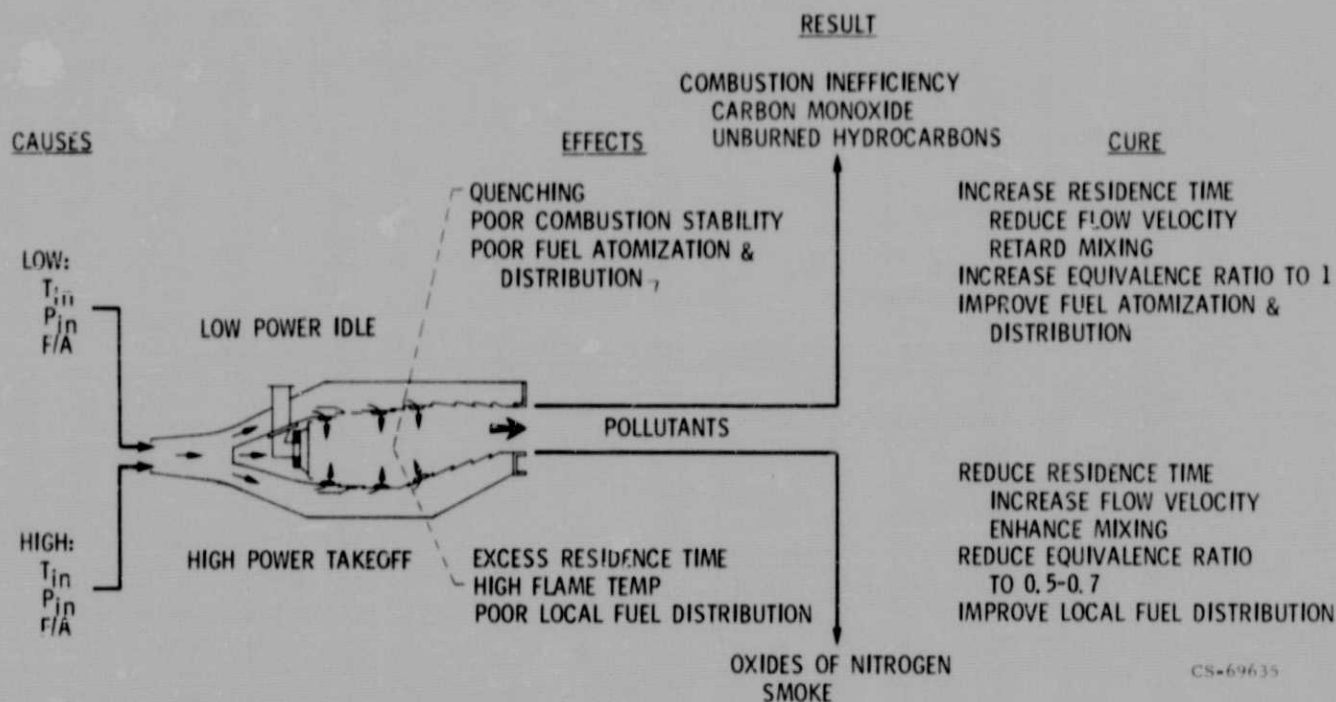 RESULT
COMBUSTION INEFFICIENCY
CARBON MONOXIDE
UNBURNED HYDROCARBONS
CAUSES
EFFECTS
CURE
QUENCHING
POOR COMBUSTION STABILITY
POOR FUEL ATOMIZATION &
DISTRIBUTION
INCREASE RESIDENCE TIME
REDUCE FLOW VELOCITY
RETARD MIXING
INCREASE EQUIVALENCE RATIO TO 1
IMPROVE FUEL ATOMIZATION &
DISTRIBUTION
LOW:
Tin
Pin
F/A
LOW POWER IDLE
POLLUTANTS
HIGH:
Tin
Pin
F/A
HIGH POWER TAKEOFF
EXCESS RESIDENCE TIME
HIGH FLAME TEMP
POOR LOCAL FUEL DISTRIBUTION
REDUCE RESIDENCE TIME
INCREASE FLOW VELOCITY
ENHANCE MIXING
REDUCE EQUIVALENCE RATIO
TO 0.5-0.7
IMPROVE LOCAL FUEL DISTRIBUTION
OXIDES OF NITROGEN
SMOKE
CS-69635